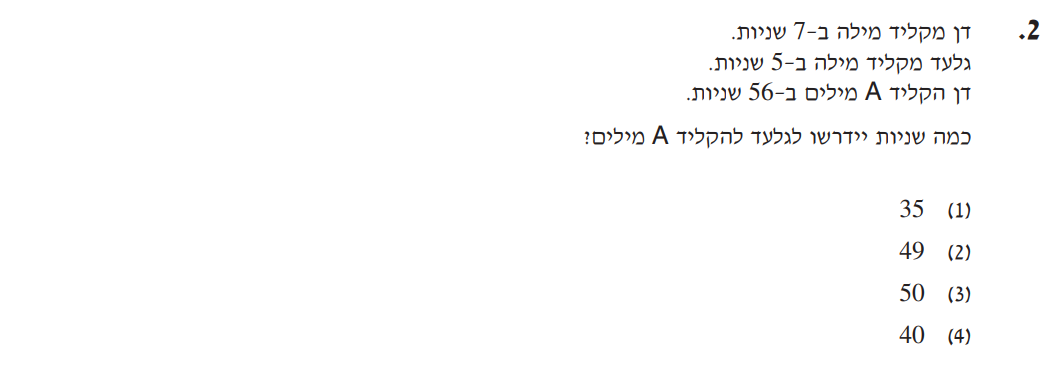 2. דן מקליד מילה ב-7 שניות.
גלעד מקליד מילה ב-5 שניות.
דן הקליד A מילים ב-56 שניות.
כמה שניות יידרשו לגלעד להקליד A מילים?
(1) 35
(2) 49
(3) 50
(4) 40